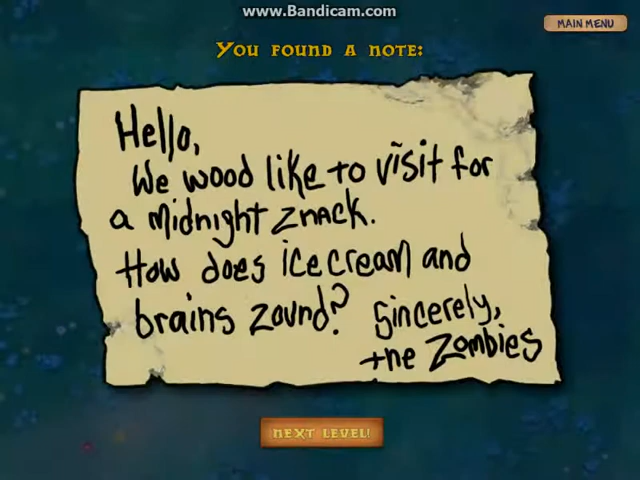 www.Bandicam.com
MAIN MENU
You found a note:
Hello,
We wood like to visit for
a midnight znack.
How does ice cream and
brains zound? Sincerely,
the Zombies
NEXT LEVEL!